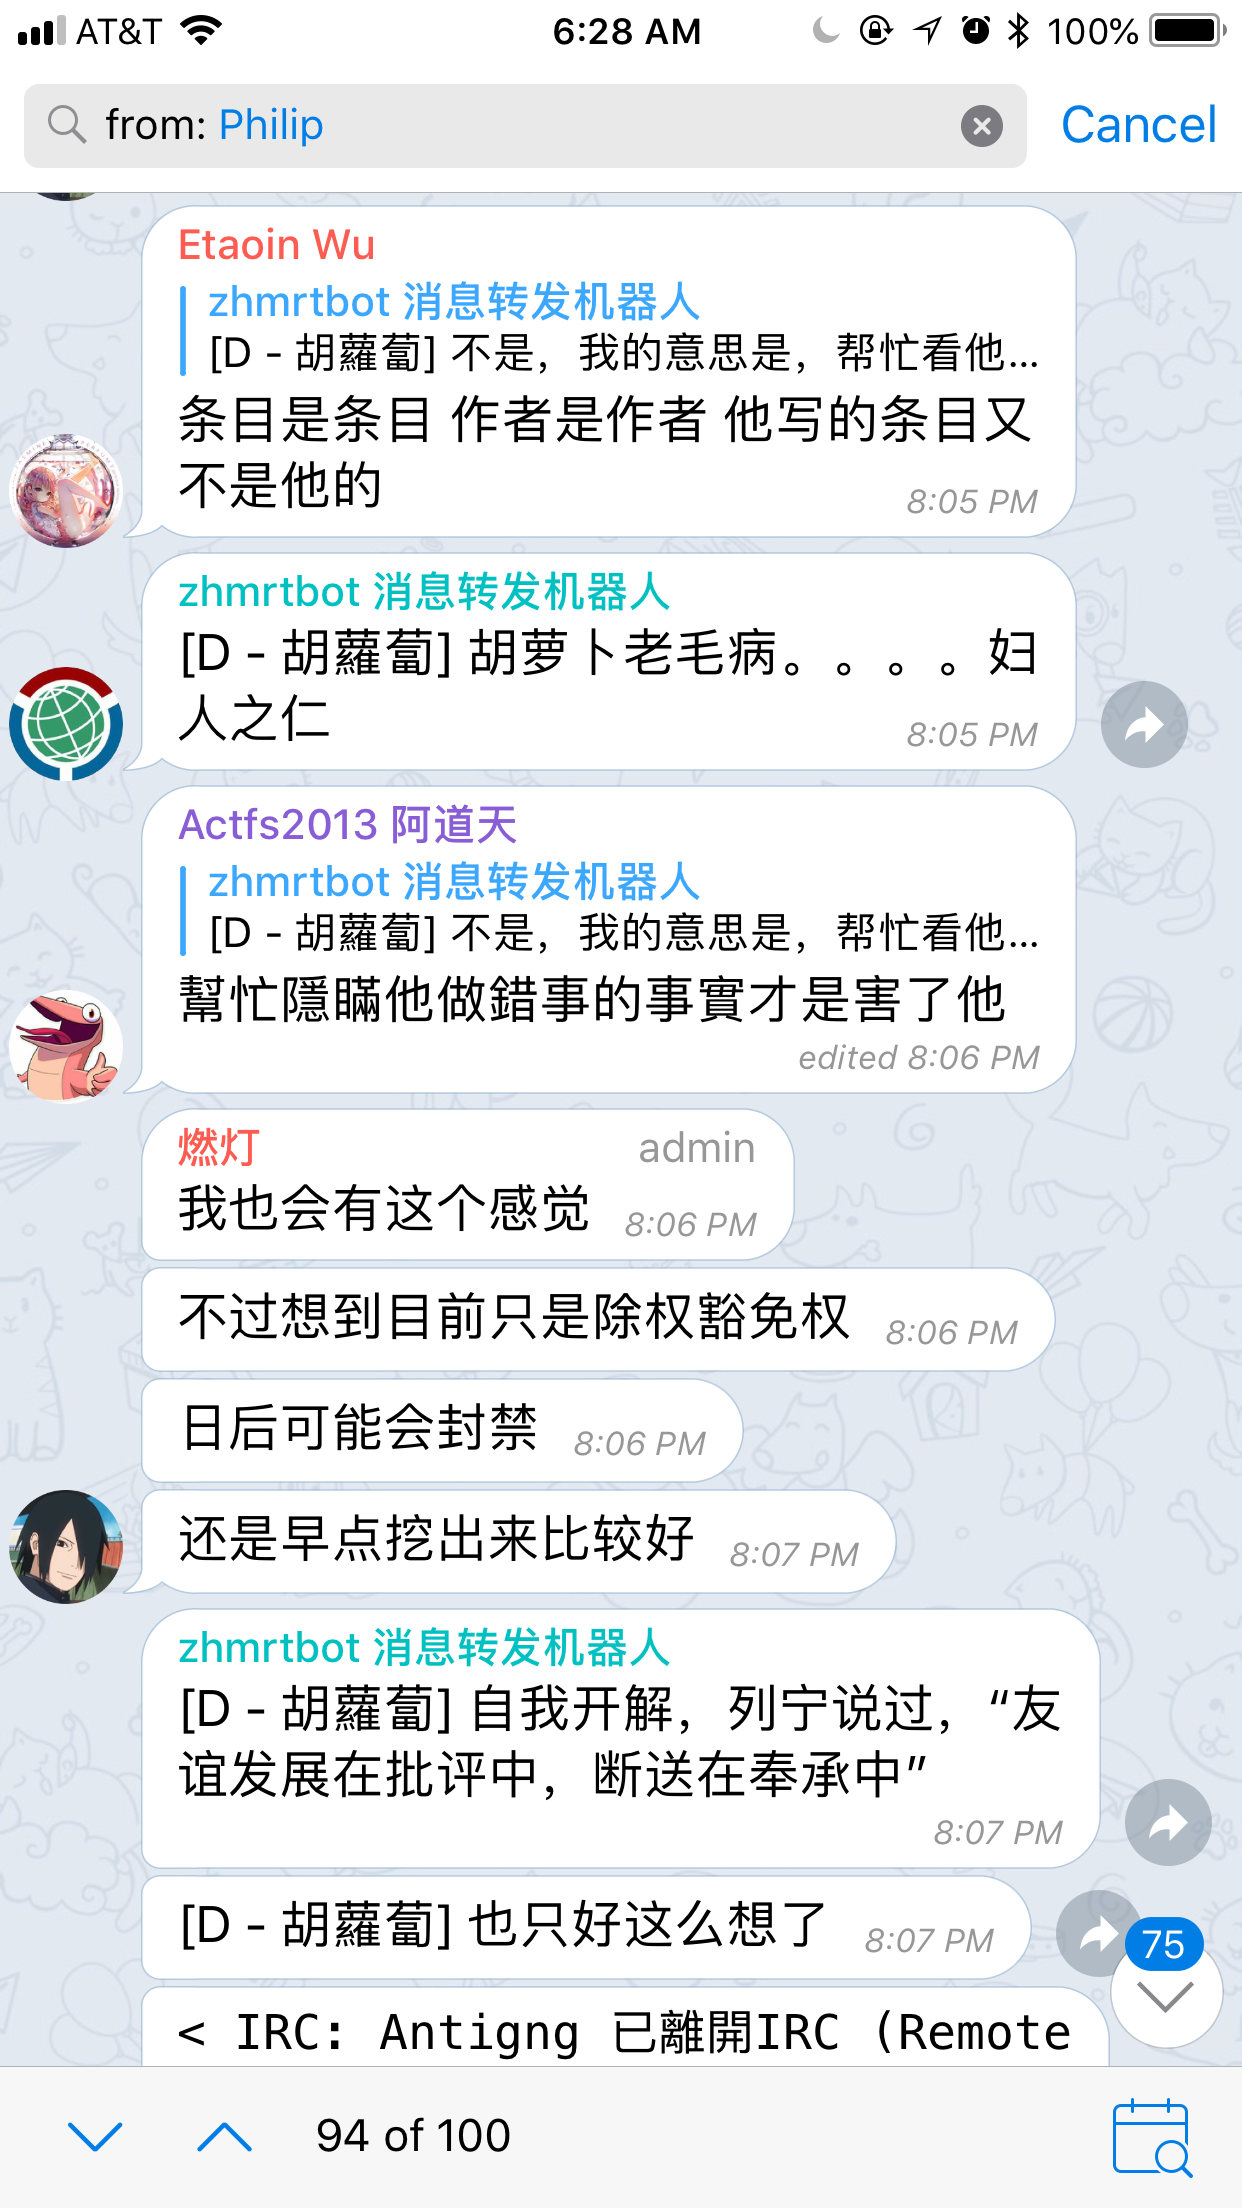 AT&T 6:28 AM 100%
from: Philip Cancel
Etaoin Wu
zhmrtbot 消息转发机器人
[D - 胡蘿蔔] 不是，我的意思是，帮忙看他...
条目是条目 作者是作者 他写的条目又
不是他的 8:05 PM
zhmrtbot 消息转发机器人
[D - 胡蘿蔔] 胡萝卜老毛病。。。。妇
人之仁 8:05 PM
Actfs2013 阿道天
zhmrtbot 消息转发机器人
[D - 胡蘿蔔] 不是，我的意思是，帮忙看他...
幫忙隱瞞他做錯事的事實才是害了他
edited 8:06 PM
燃灯 admin
我也会有这个感觉 8:06 PM
不过想到目前只是除权豁免权 8:06 PM
日后可能会封禁 8:06 PM
还是早点挖出来比较好 8:07 PM
zhmrtbot 消息转发机器人
[D - 胡蘿蔔] 自我开解，列宁说过，“友
谊发展在批评中，断送在奉承中”
8:07 PM
[D - 胡蘿蔔] 也只好这么想了 8:07 PM
75
< IRC: Antigng 已離開IRC (Remote
94 of 100